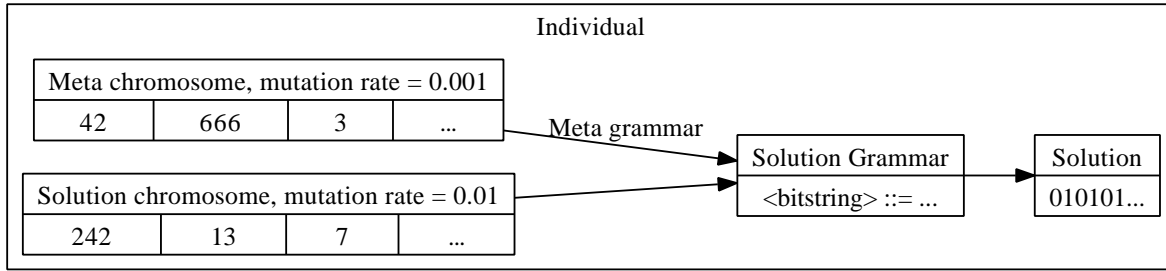 Individual
Meta chromosome, mutation rate = 0.001
42 666 3 ...
Meta grammar
Solution chromosome, mutation rate = 0.01
242 13 7 ...
Solution Grammar
<bitstring> ::= ...
Solution
010101...